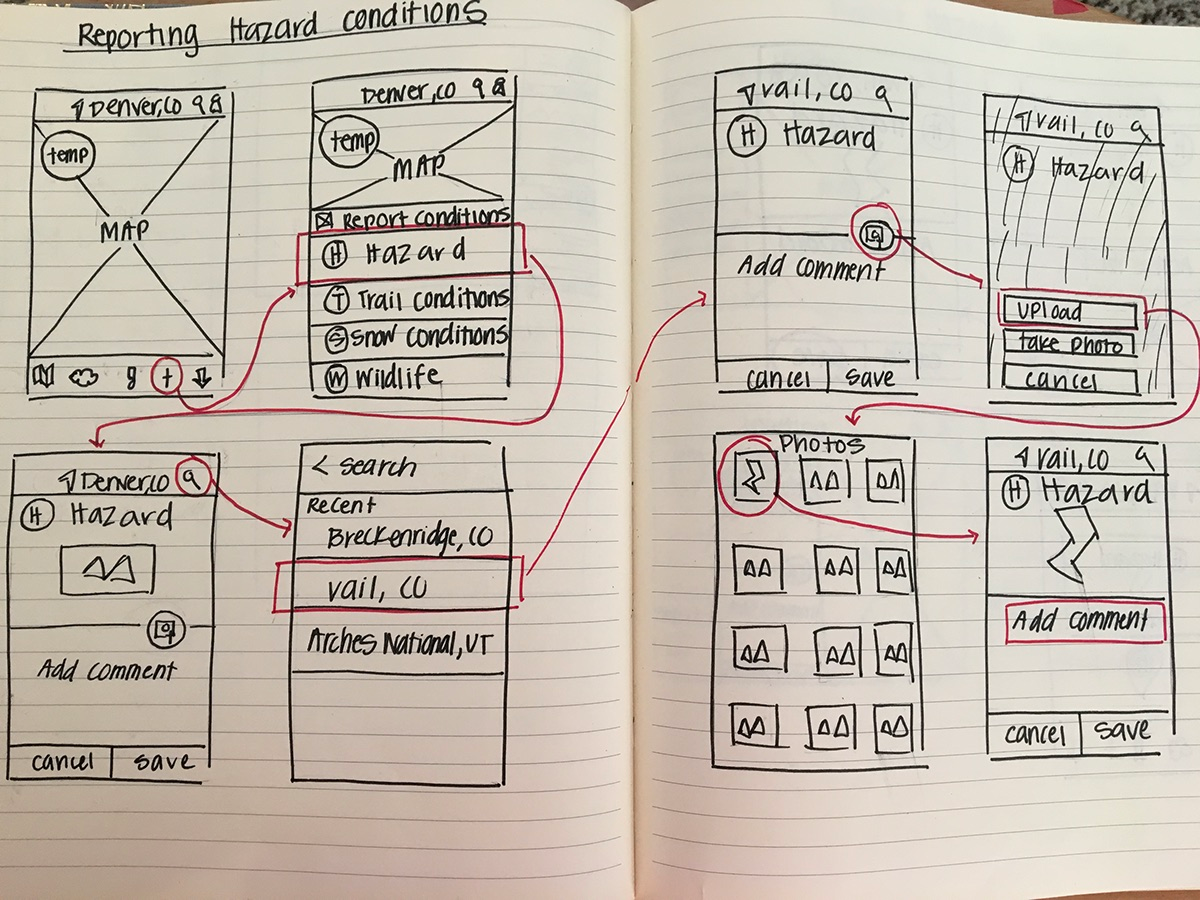 Reporting Hazard conditions
Denver,CO
temp
MAP
Denver,CO
temp
MAP
Report conditions
H Hazard
T Trail conditions
S Snow conditions
W Wildlife
Denver,CO
H Hazard
Add comment
cancel save
< search
Recent
Breckenridge, CO
vail, CO
Arches National, UT
vail, CO
H Hazard
Add comment
cancel save
vail, CO
H Hazard
upload
take photo
cancel
Photos
vail, CO
H Hazard
Add comment
cancel save